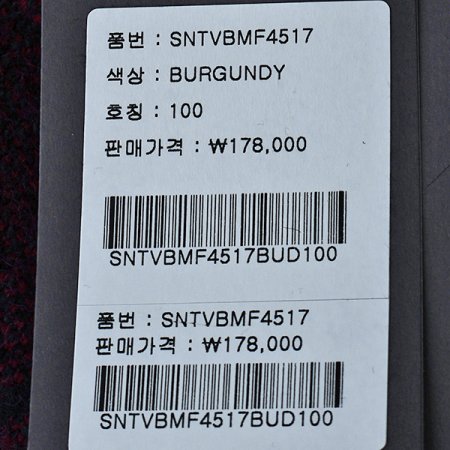 품번 : SNTVBMF4517
색상 : BURGUNDY
호칭 : 100
판매가격 : ₩178,000
SNTVBMF4517BUD100
품번 : SNTVBMF4517
판매가격 : ₩178,000
SNTVBMF4517BUD100